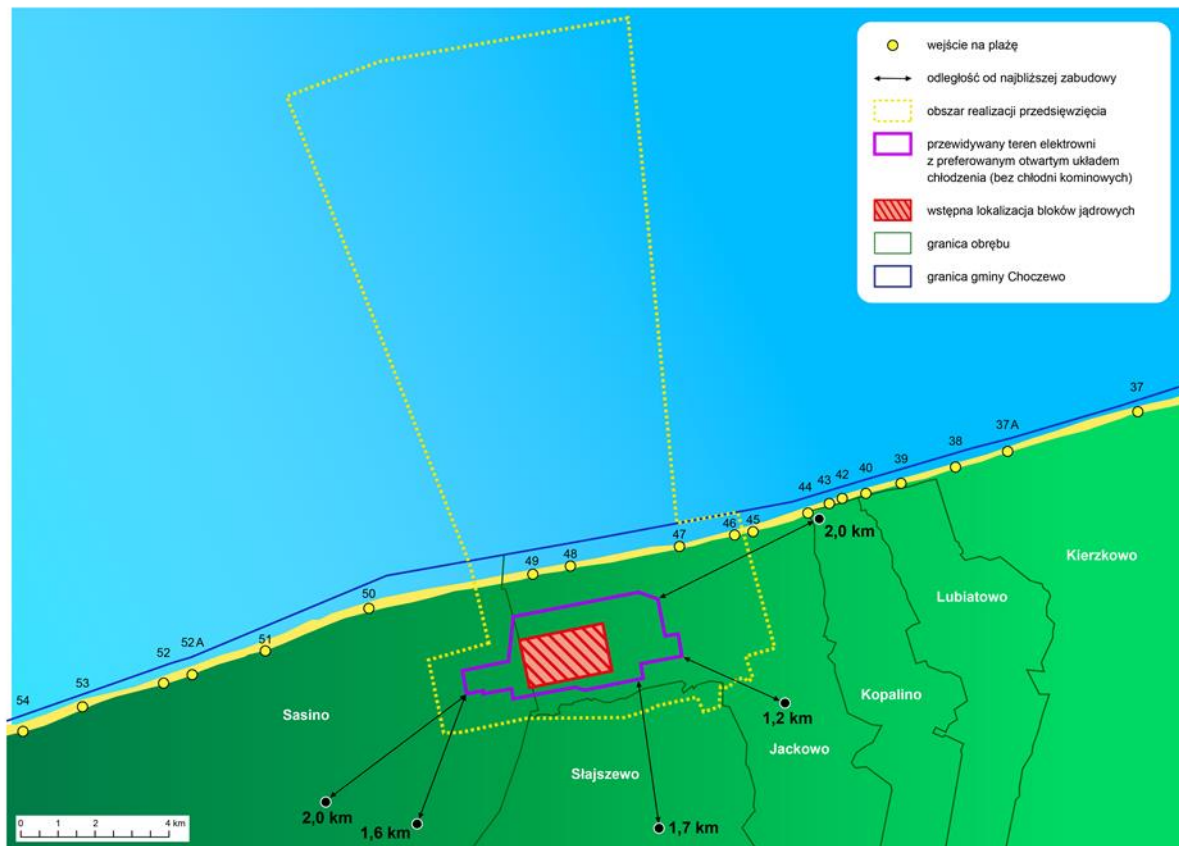 wejście na plażę
odległość od najbliższej zabudowy
obszar realizacji przedsięwzięcia
przewidywany teren elektrowni
z preferowanym otwartym układem
chłodzenia (bez chłodni kominowych)
wstępna lokalizacja bloków jądrowych
granica obrębu
granica gminy Choczewo
37
37A
38
39
40
42
43
44
45
46
47
48
49
50
51
52A
52
53
54
2,0 km
Kierzkowo
Lubiatowo
Kopalino
1,2 km
Jackowo
Sasino
Słajszewo
2,0 km
1,6 km
1,7 km
0 1 2 4 km